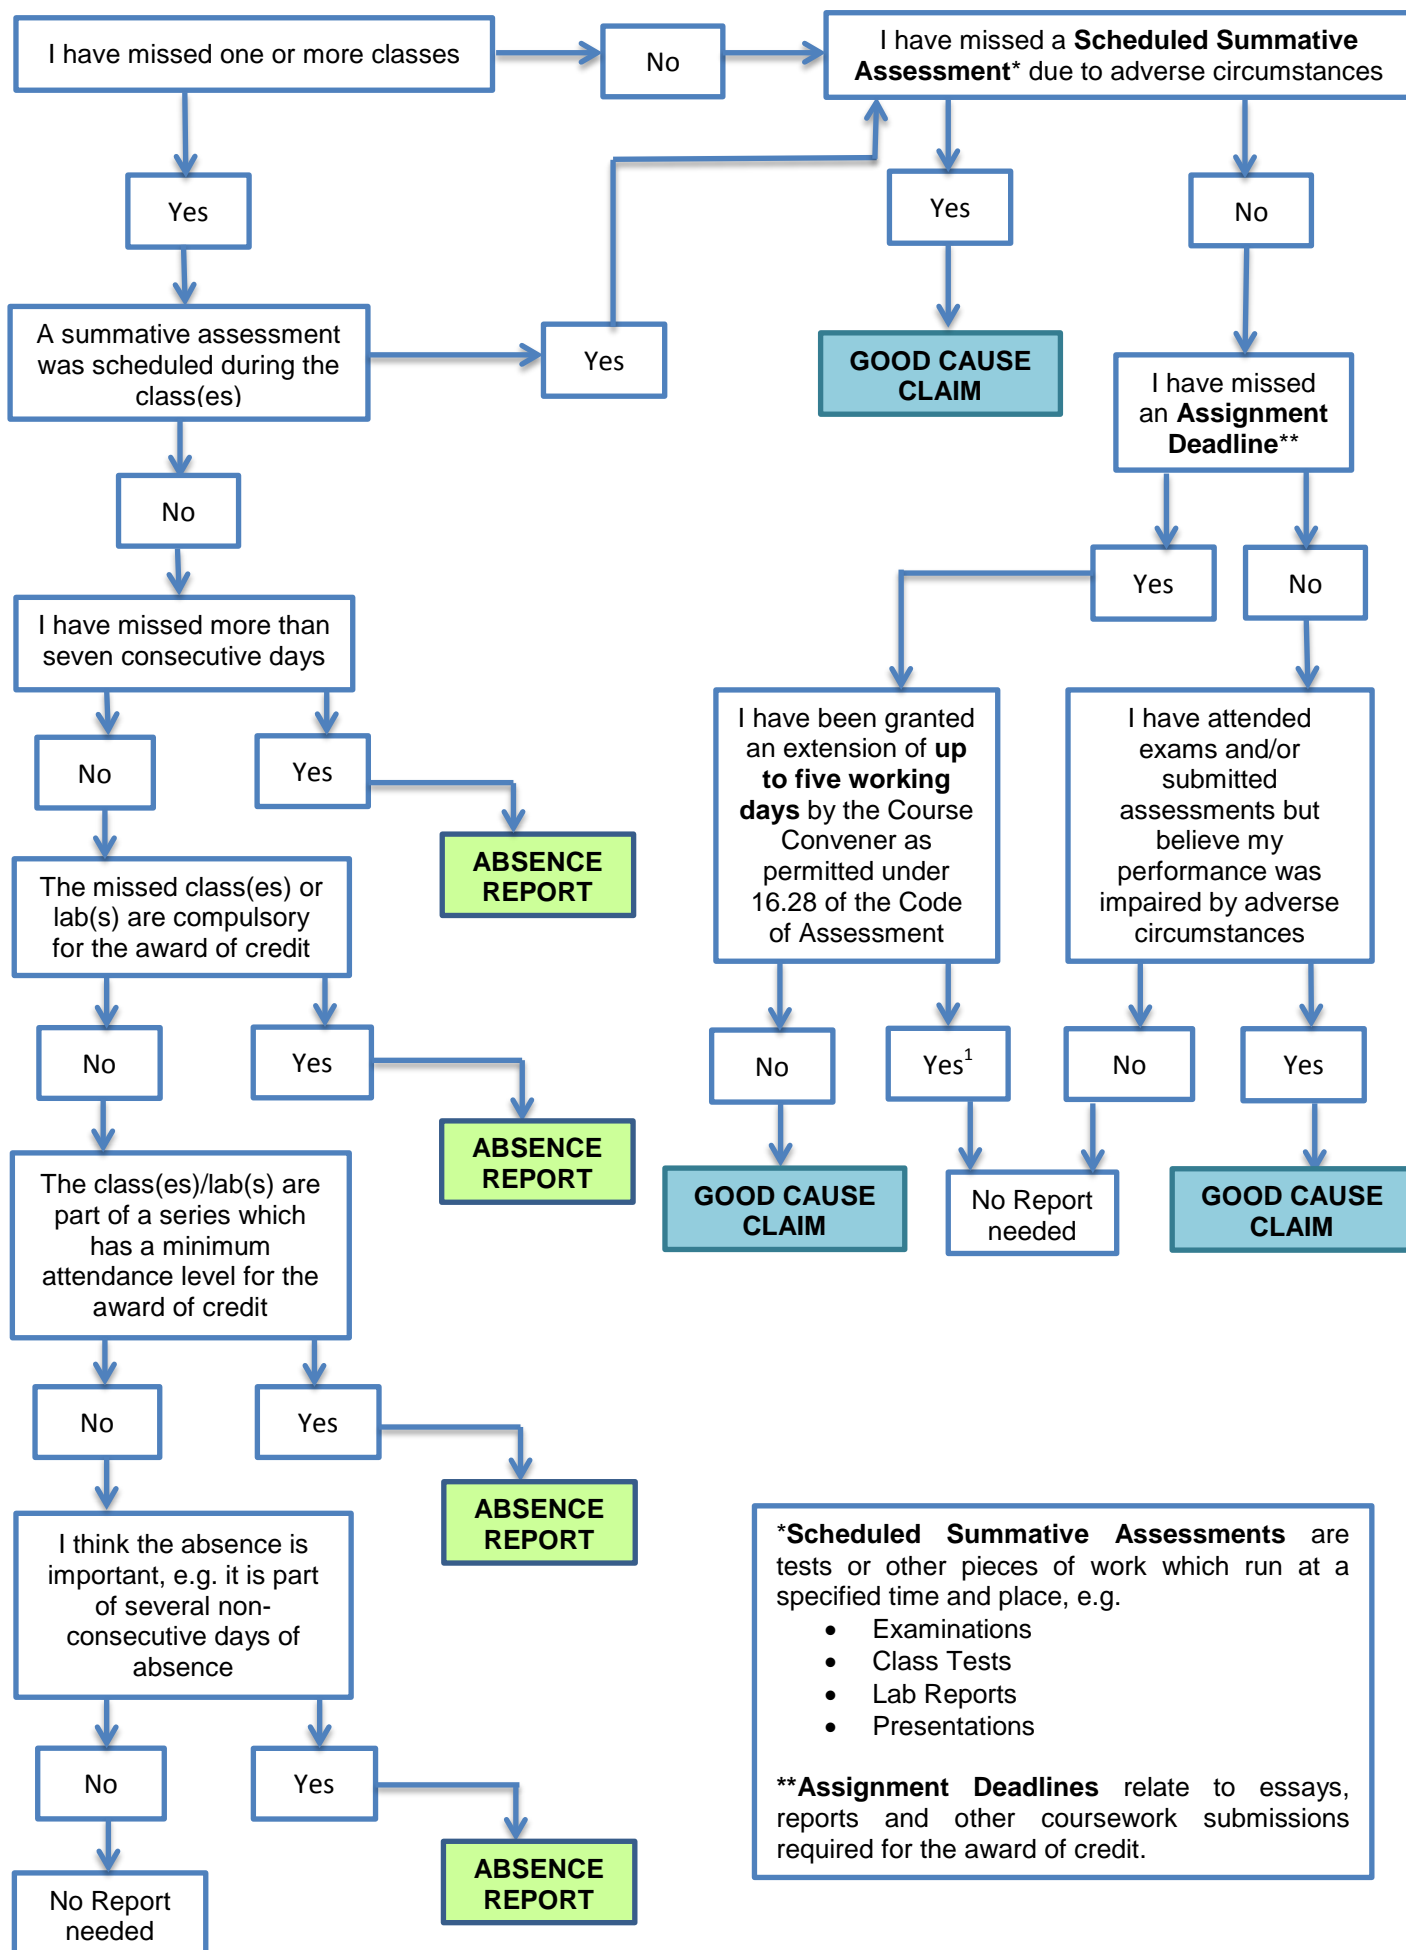 I have missed one or more classes
No
I have missed a Scheduled Summative
Assessment* due to adverse circumstances
Yes
Yes
No
A summative assessment
was scheduled during the
class(es)
Yes
GOOD CAUSE
CLAIM
I have missed
an Assignment
Deadline**
No
Yes
No
I have missed more than
seven consecutive days
No
Yes
I have been granted
an extension of up
to five working
days by the Course
Convener as
permitted under
16.28 of the Code
of Assessment
I have attended
exams and/or
submitted
assessments but
believe my
performance was
impaired by adverse
circumstances
ABSENCE
REPORT
The missed class(es) or
lab(s) are compulsory
for the award of credit
No
Yes
No
Yes1
No
Yes
ABSENCE
REPORT
The class(es)/lab(s) are
part of a series which
has a minimum
attendance level for the
award of credit
GOOD CAUSE
CLAIM
No Report
needed
GOOD CAUSE
CLAIM
No
Yes
ABSENCE
REPORT
I think the absence is
important, e.g. it is part
of several non-
consecutive days of
absence
*Scheduled Summative Assessments are
tests or other pieces of work which run at a
specified time and place, e.g.
• Examinations
• Class Tests
• Lab Reports
• Presentations
**Assignment Deadlines relate to essays,
reports and other coursework submissions
required for the award of credit.
No
Yes
ABSENCE
REPORT
No Report
needed